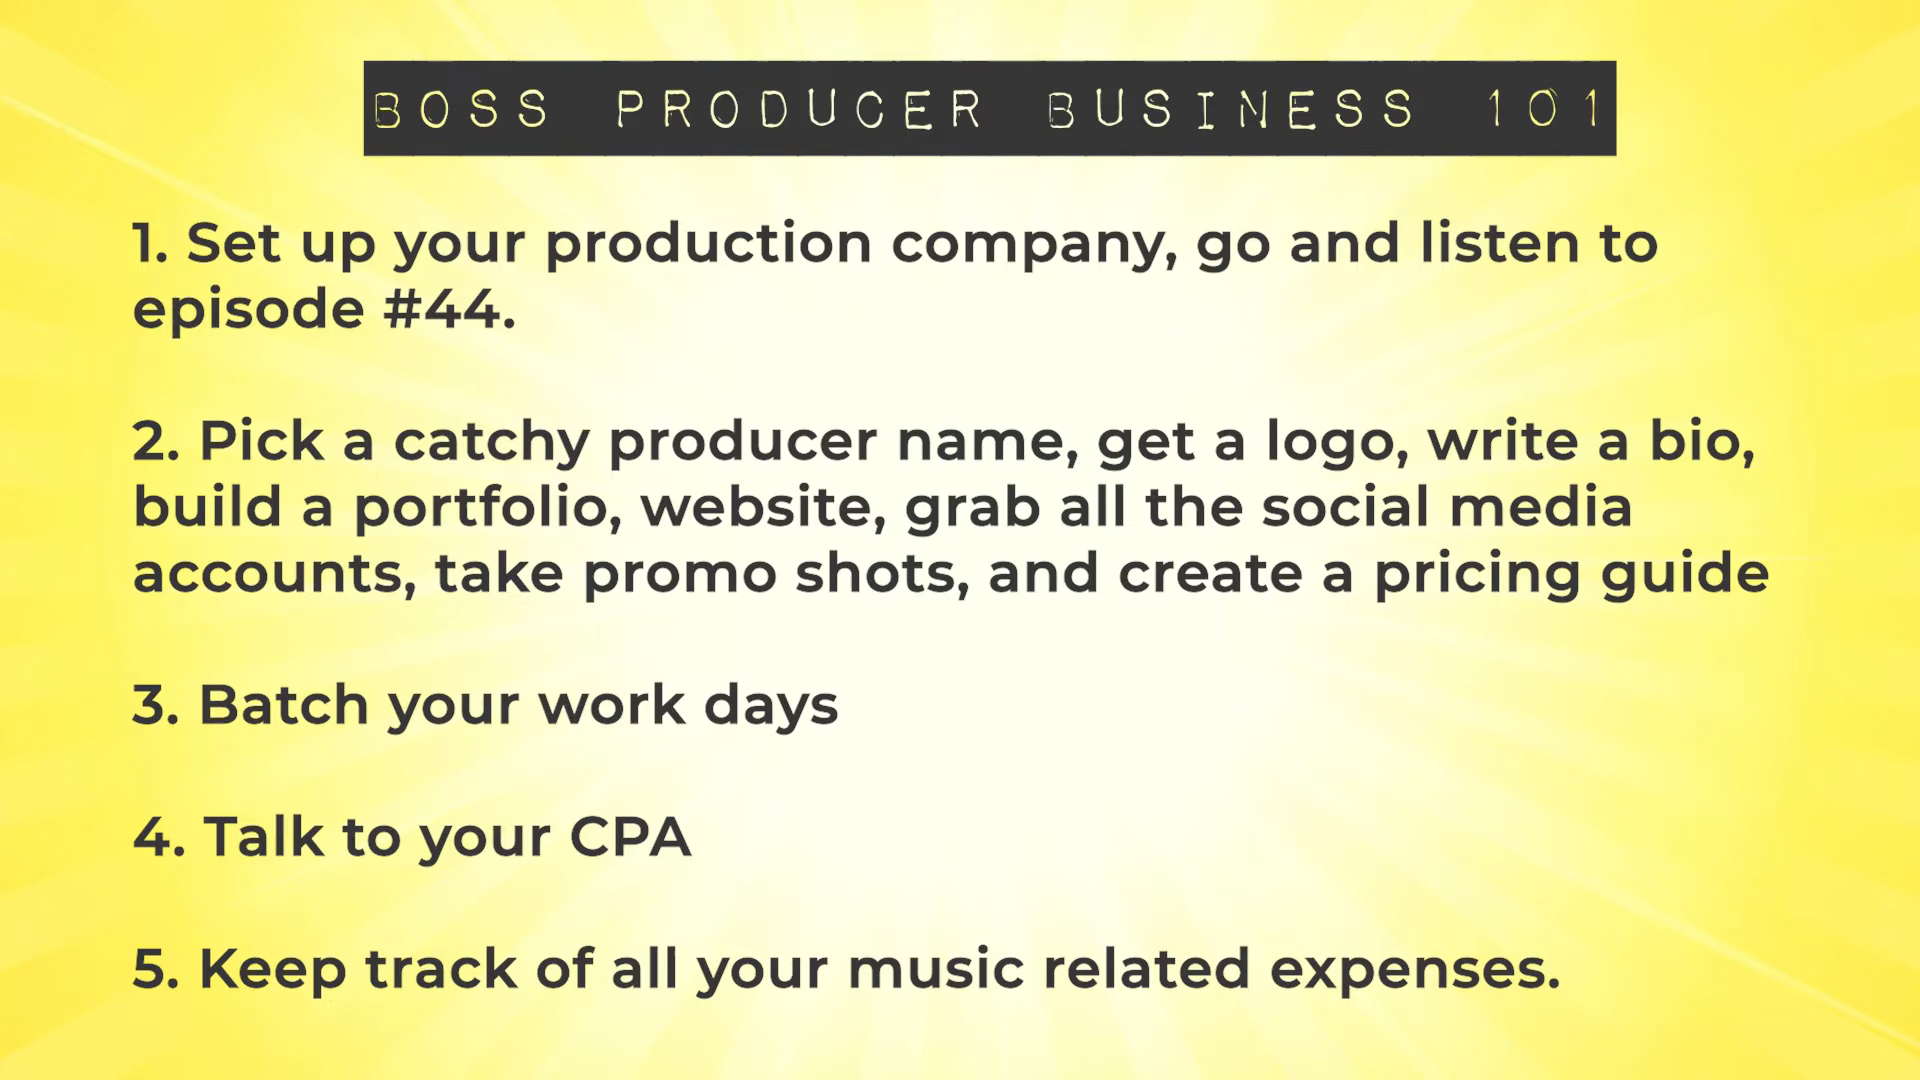 BOSS PRODUCER BUSINESS 101
1. Set up your production company, go and listen to
episode #44.
2. Pick a catchy producer name, get a logo, write a bio,
build a portfolio, website, grab all the social media
accounts, take promo shots, and create a pricing guide
3. Batch your work days
4. Talk to your CPA
5. Keep track of all your music related expenses.